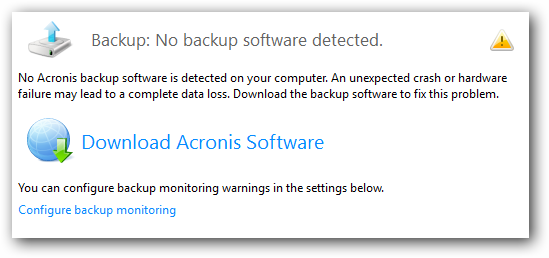 Backup: No backup software detected.
No Acronis backup software is detected on your computer. An unexpected crash or hardware
failure may lead to a complete data loss. Download the backup software to fix this problem.
Download Acronis Software
You can configure backup monitoring warnings in the settings below.
Configure backup monitoring